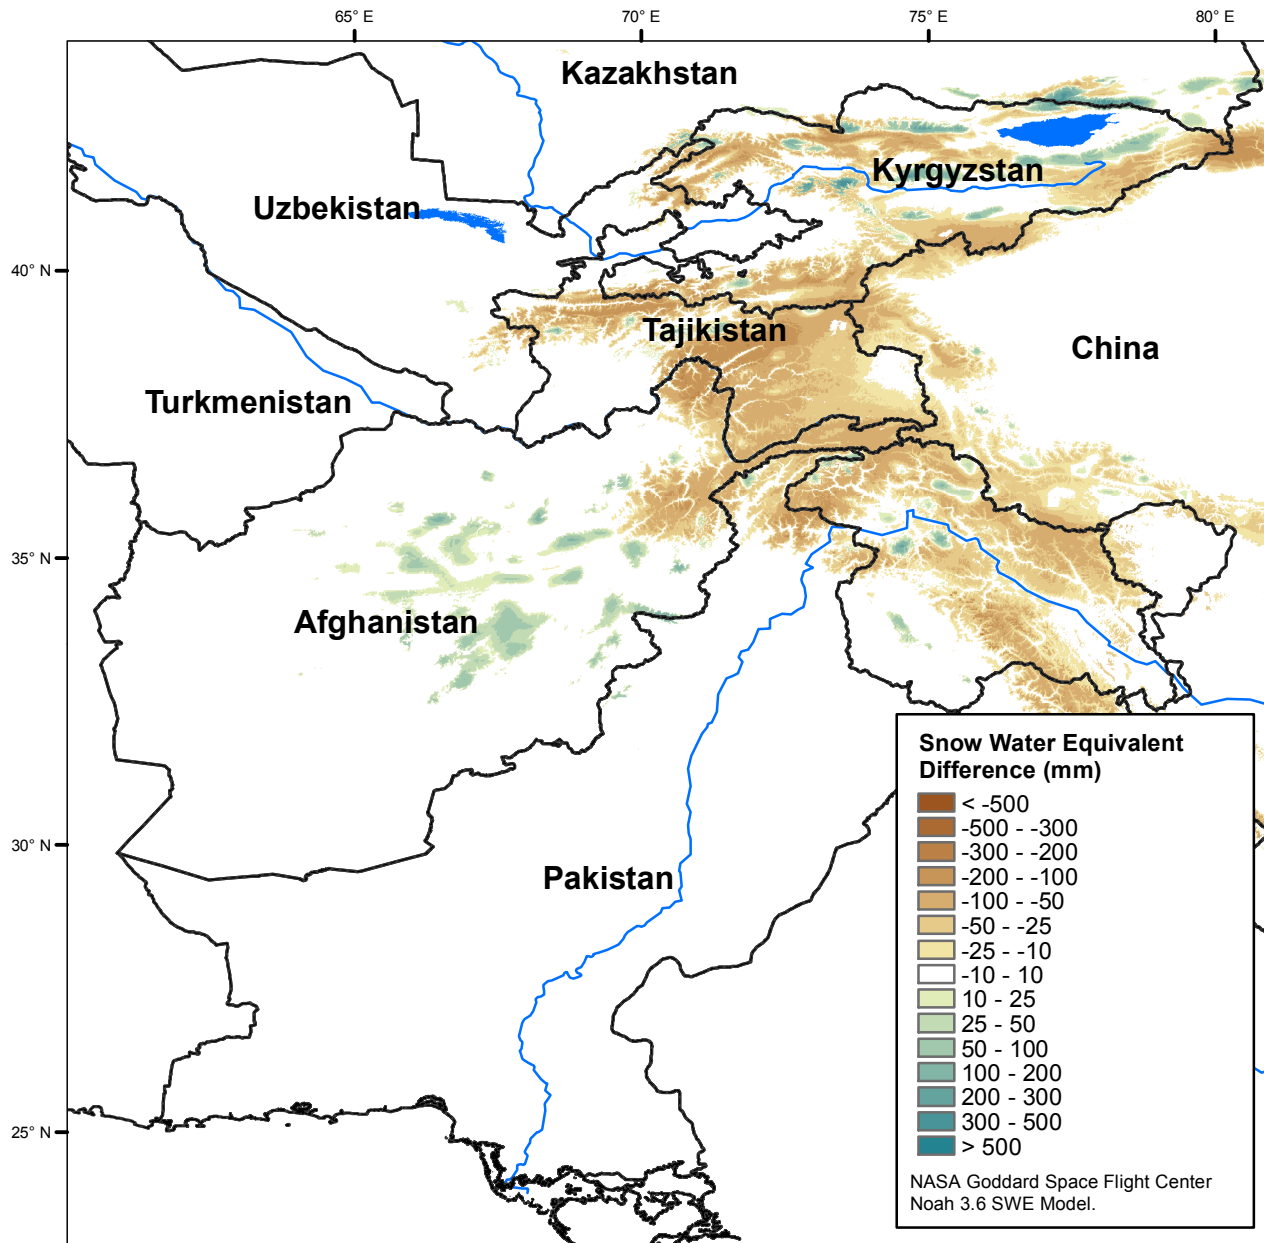 65° E
70° E
75° E
80° E
Kazakhstan
Kyrgyzstan
Uzbekistan
40° N
Tajikistan
China
Turkmenistan
35° N
Afghanistan
Snow Water Equivalent
Difference (mm)
< -500
-500 - -300
-300 - -200
-200 - -100
-100 - -50
-50 - -25
-25 - -10
-10 - 10
10 - 25
25 - 50
50 - 100
100 - 200
200 - 300
300 - 500
> 500
30° N
Pakistan
25° N
NASA Goddard Space Flight Center
Noah 3.6 SWE Model.